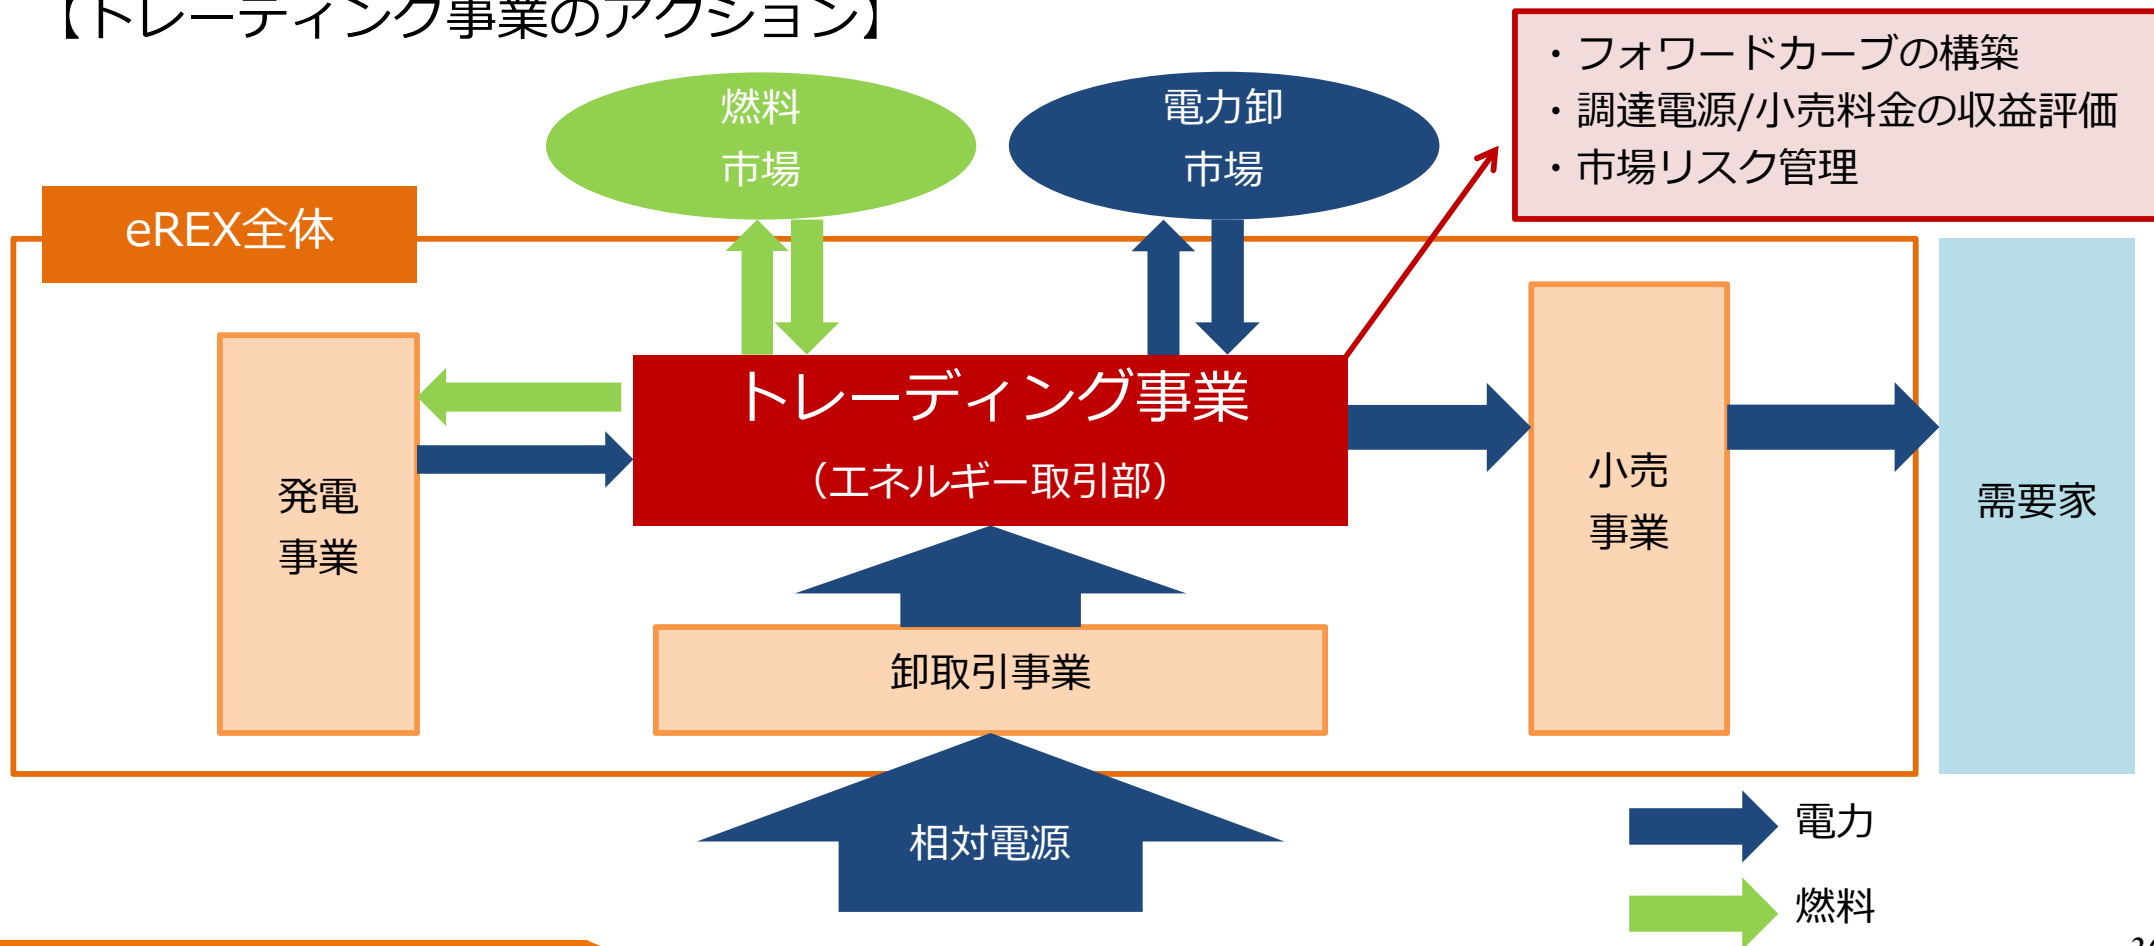 【トレーディング事業のアクション】
・フォワードカーブの構築
・調達電源/小売料金の収益評価
・市場リスク管理
燃料
市場
電力卸
市場
eREX全体
トレーディング事業
（エネルギー取引部）
発電
事業
小売
事業
需要家
卸取引事業
相対電源
電力
燃料